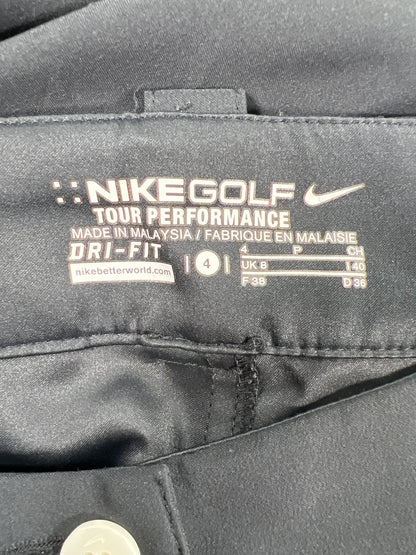 NIKEGOLF
TOUR PERFORMANCE
MADE IN MALAYSIA / FABRIQUE EN MALAISIE
DRI-FIT
nikebetterworld.com
4
4 P CH
UK 8 I 40
F 38 D 36